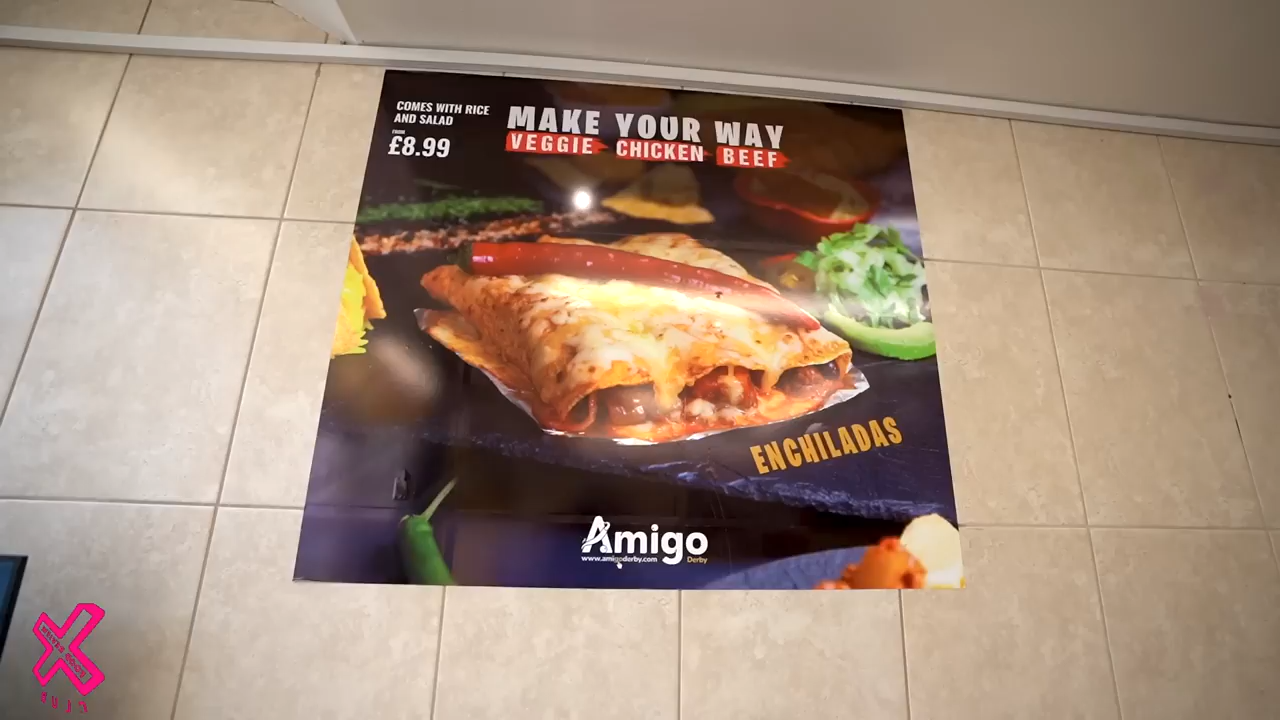 COMES WITH RICE
AND SALAD
FROM
£8.99
MAKE YOUR WAY
VEGGIE CHICKEN BEEF
ENCHILADAS
Amigo
www.amigoderby.com Derby